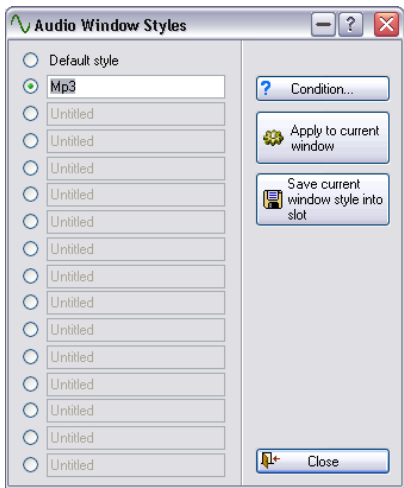 Audio Window Styles
Default style
Mp3
Untitled
Untitled
Untitled
Untitled
Untitled
Untitled
Untitled
Untitled
Untitled
Untitled
Untitled
Untitled
Untitled
Untitled
Condition...
Apply to current
window
Save current
window style into
slot
Close